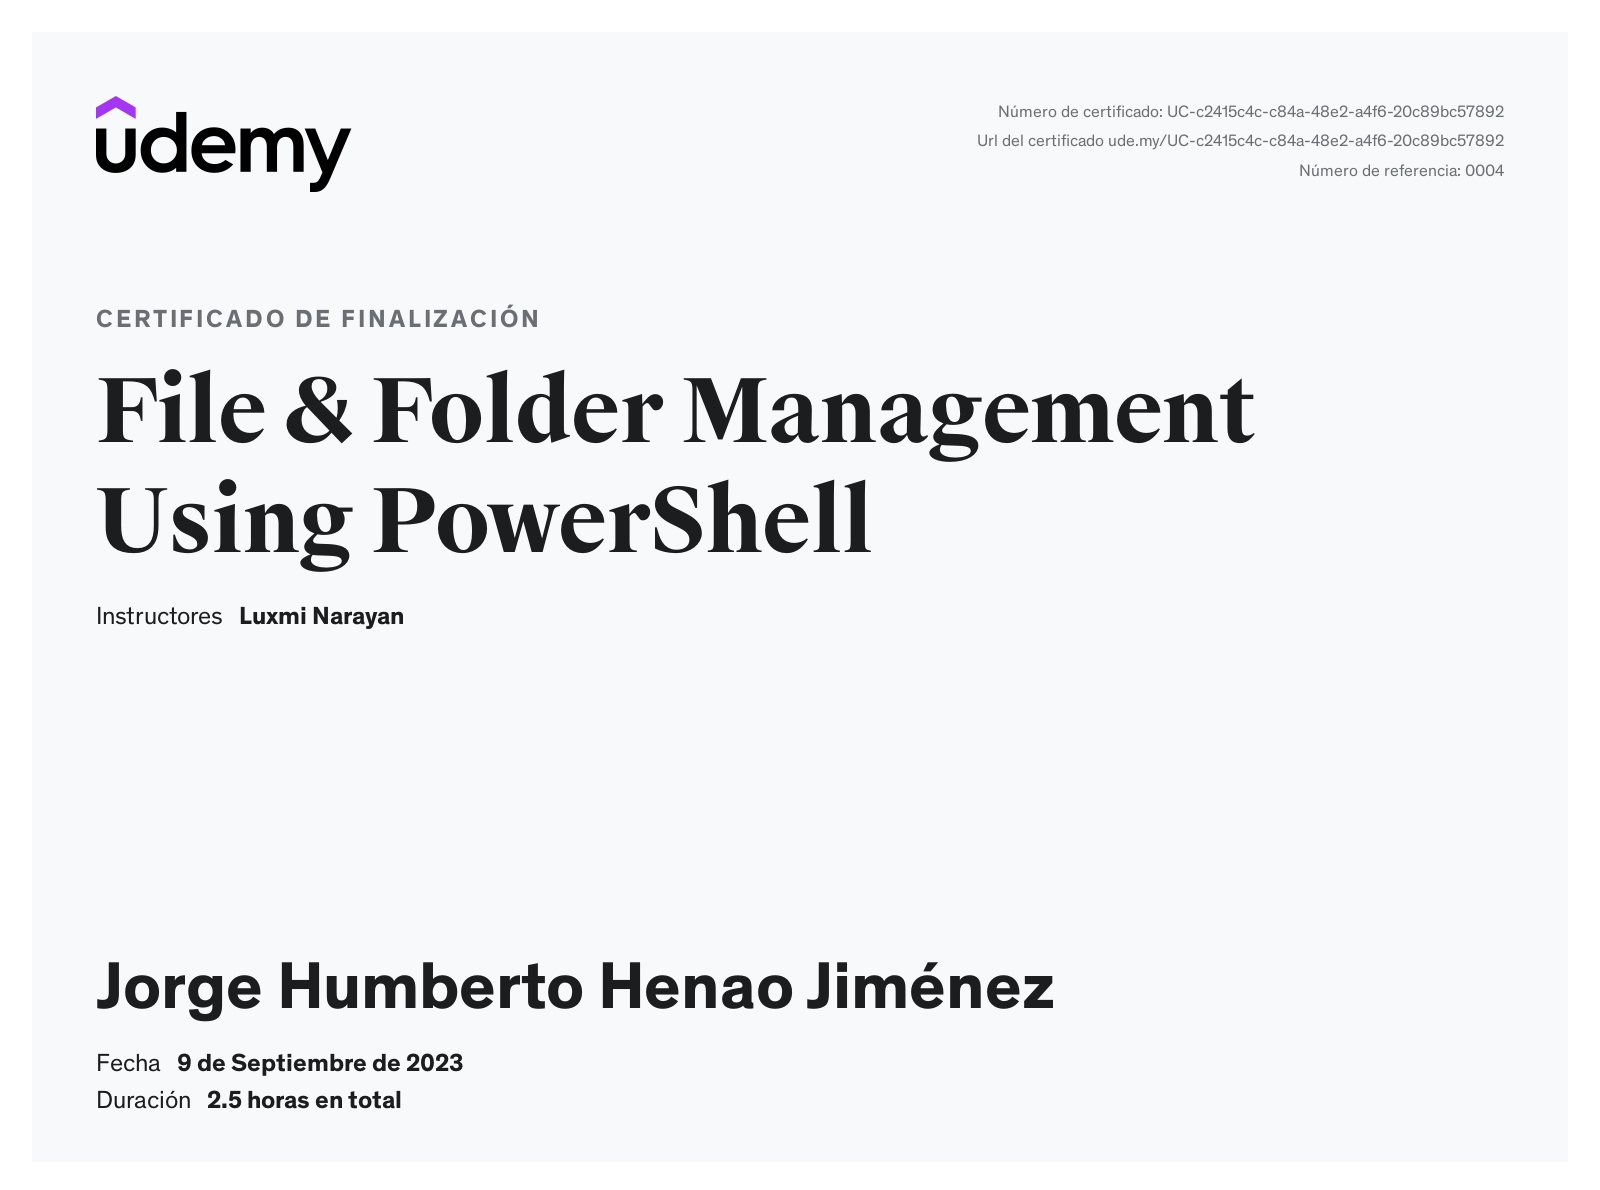 udemy
Número de certificado: UC-c2415c4c-c84a-48e2-a4f6-20c89bc57892
Url del certificado ude.my/UC-c2415c4c-c84a-48e2-a4f6-20c89bc57892
Número de referencia: 0004
CERTIFICADO DE FINALIZACIÓN
File & Folder Management
Using PowerShell
Instructores Luxmi Narayan
Jorge Humberto Henao Jiménez
Fecha 9 de Septiembre de 2023
Duración 2.5 horas en total